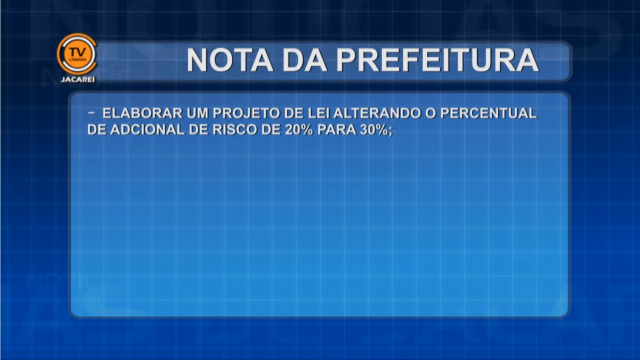 TV
CÂMARA
JACAREÍ
NOTA DA PREFEITURA
- ELABORAR UM PROJETO DE LEI ALTERANDO O PERCENTUAL
DE ADCIONAL DE RISCO DE 20% PARA 30%;